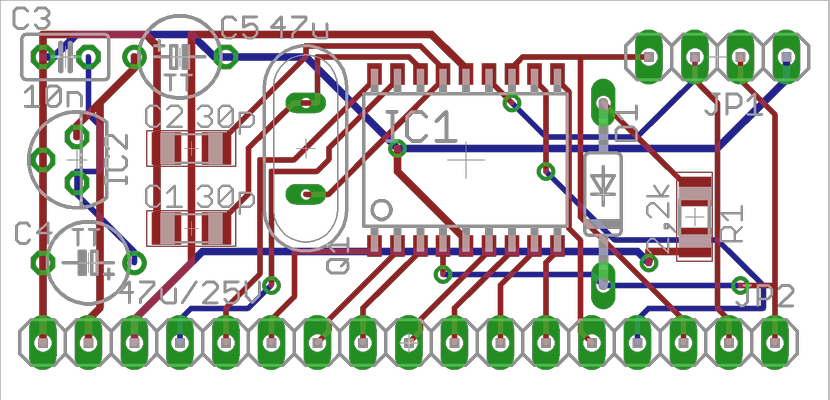 C3
C5 47u
10n
C2 30p
IC1
D1
JP1
IC2
C1 30p
2,2k
R1
C4
Q1
47u/25V
JP2